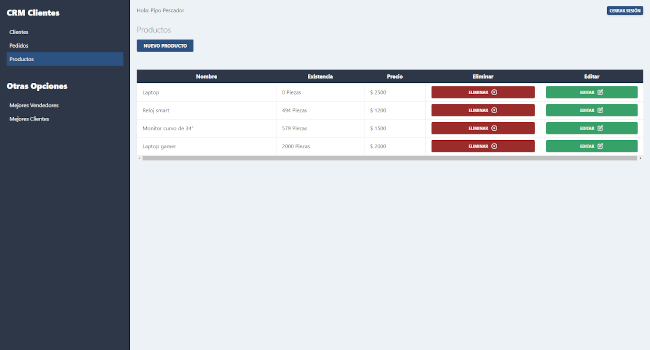 CRM Clientes
Clientes
Pedidos
Productos
Otras Opciones
Mejores Vendedores
Mejores Clientes
Hola: Pipo Pescador
CERRAR SESIÓN
Productos
NUEVO PRODUCTO
Nombre Existencia Precio Eliminar Editar
Laptop 0 Piezas $ 2500 ELIMINAR EDITAR
Reloj smart 494 Piezas $ 1200 ELIMINAR EDITAR
Monitor curvo de 34" 579 Piezas $ 1500 ELIMINAR EDITAR
Laptop gamer 2000 Piezas $ 2000 ELIMINAR EDITAR